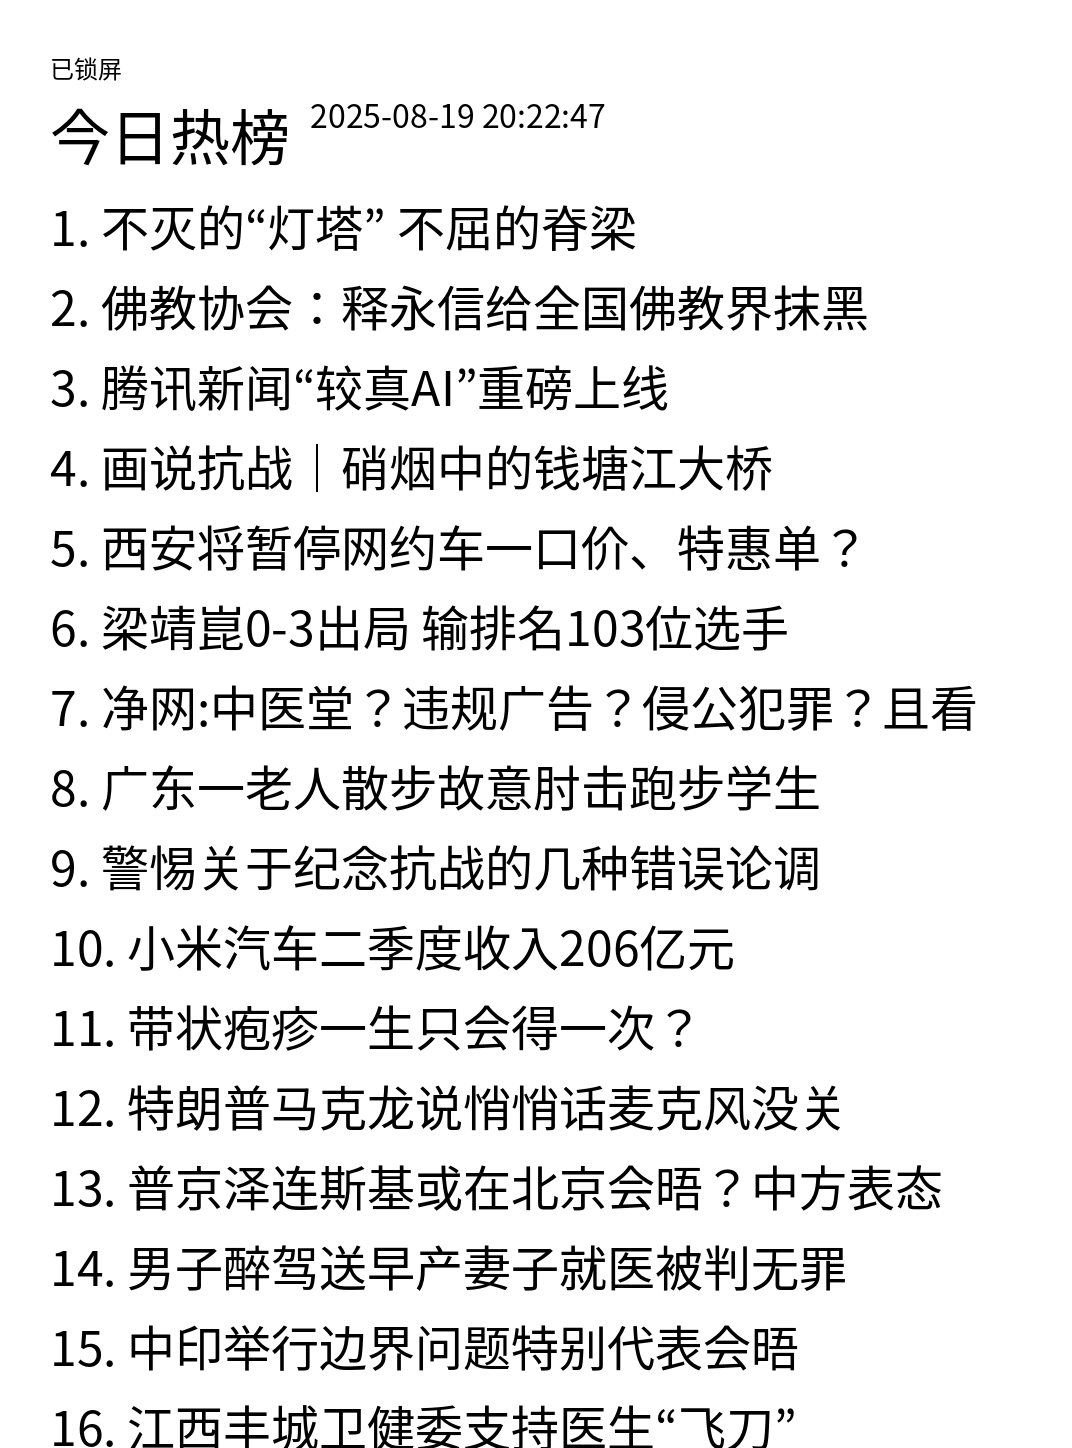 已锁屏
今日热榜 2025-08-19 20:22:47
1. 不灭的“灯塔” 不屈的脊梁
2. 佛教协会：释永信给全国佛教界抹黑
3. 腾讯新闻“较真AI”重磅上线
4. 画说抗战｜硝烟中的钱塘江大桥
5. 西安将暂停网约车一口价、特惠单？
6. 梁靖崑0-3出局 输排名103位选手
7. 净网:中医堂？违规广告？侵公犯罪？且看
8. 广东一老人散步故意肘击跑步学生
9. 警惕关于纪念抗战的几种错误论调
10. 小米汽车二季度收入206亿元
11. 带状疱疹一生只会得一次？
12. 特朗普马克龙说悄悄话麦克风没关
13. 普京泽连斯基或在北京会晤？中方表态
14. 男子醉驾送早产妻子就医被判无罪
15. 中印举行边界问题特别代表会晤
16. 江西丰城卫健委支持医生“飞刀”